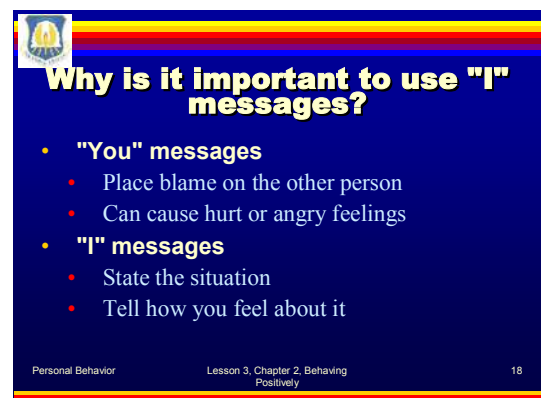 Why is it important to use "I"
messages?
• "You" messages
• Place blame on the other person
• Can cause hurt or angry feelings
• "I" messages
• State the situation
• Tell how you feel about it
Personal Behavior
Lesson 3, Chapter 2, Behaving
Positively
18